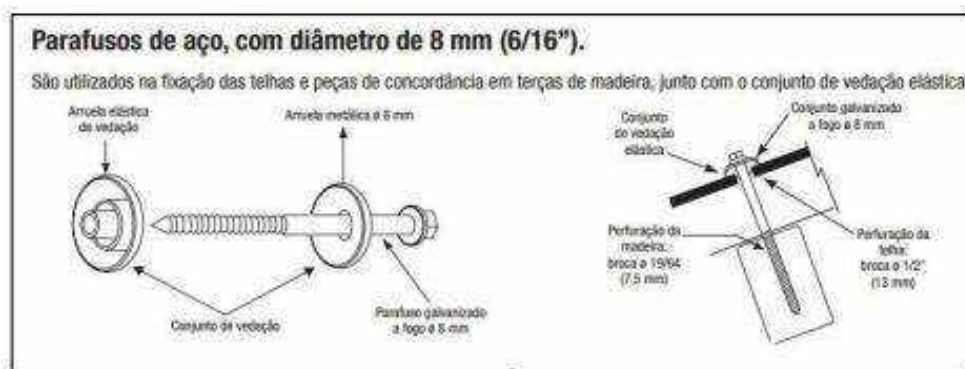 Parafusos de aço, com diâmetro de 8 mm (6/16”).
São utilizados na fixação das telhas e peças de concordância em terças de madeira, junto com o conjunto de vedação elástica
Arruela elástica
de vedação
Arruela metálica ø 8 mm
Conjunto de vedação
Parafuso galvanizado
a fogo ø 8 mm
Conjunto
de vedação
elástica
Conjunto galvanizado
a fogo ø 8 mm
Perfuração da
madeira:
broca ø 19/64
(7,5 mm)
Perfuração da
telha:
broca ø 1/2"
(13 mm)